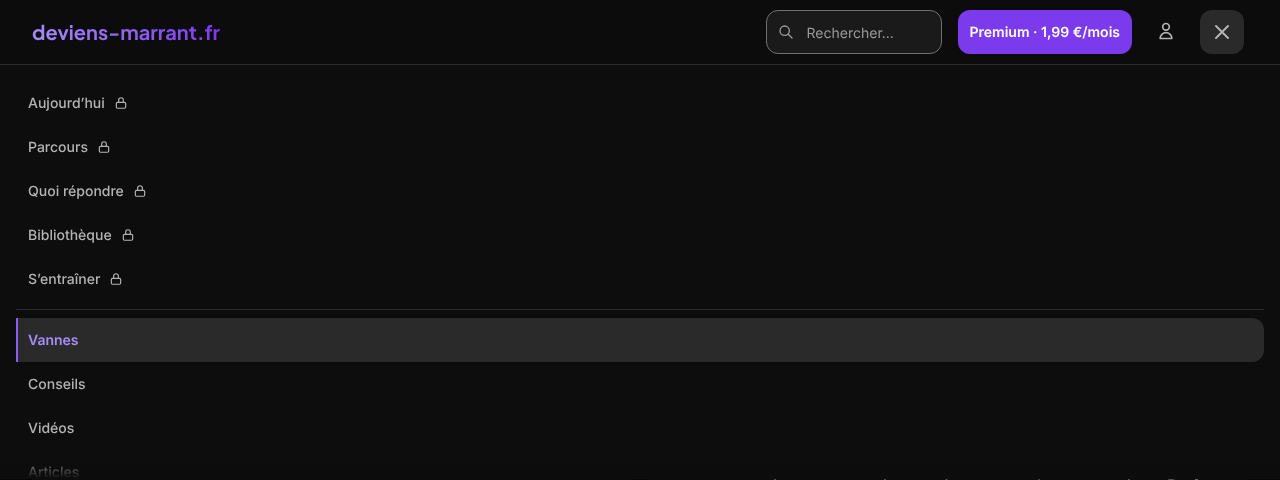 deviens-marrant.fr
Rechercher...
Premium · 1,99 €/mois
Aujourd’hui
Parcours
Quoi répondre
Bibliothèque
S’entraîner
Vannes
Conseils
Vidéos
Articles